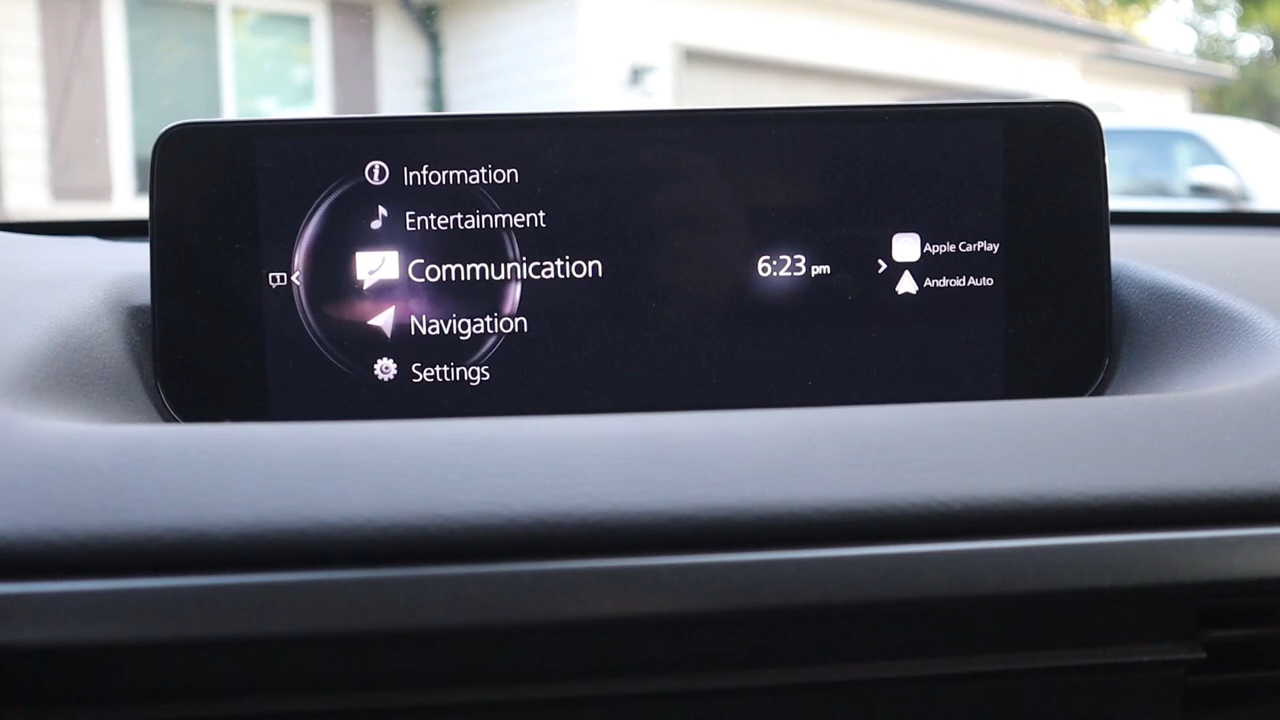 Information
Entertainment
Communication
Navigation
Settings
6:23 pm
Apple CarPlay
Android Auto